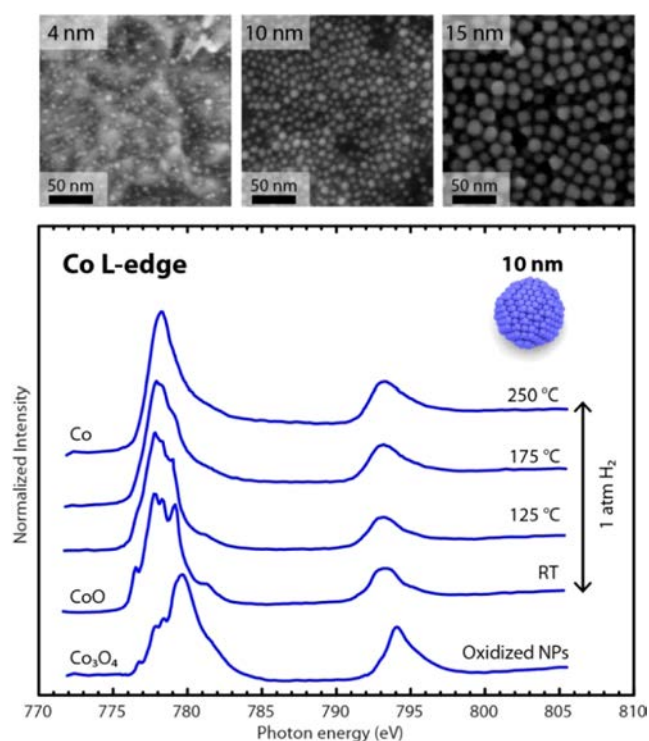 4 nm
10 nm
15 nm
50 nm
50 nm
50 nm
Co L-edge
10 nm
250 °C
Co
175 °C
125 °C
1 atm H₂
RT
CoO
Co₃O₄
Oxidized NPs
Normalized Intensity
770 775 780 785 790 795 800 805 810
Photon energy (eV)